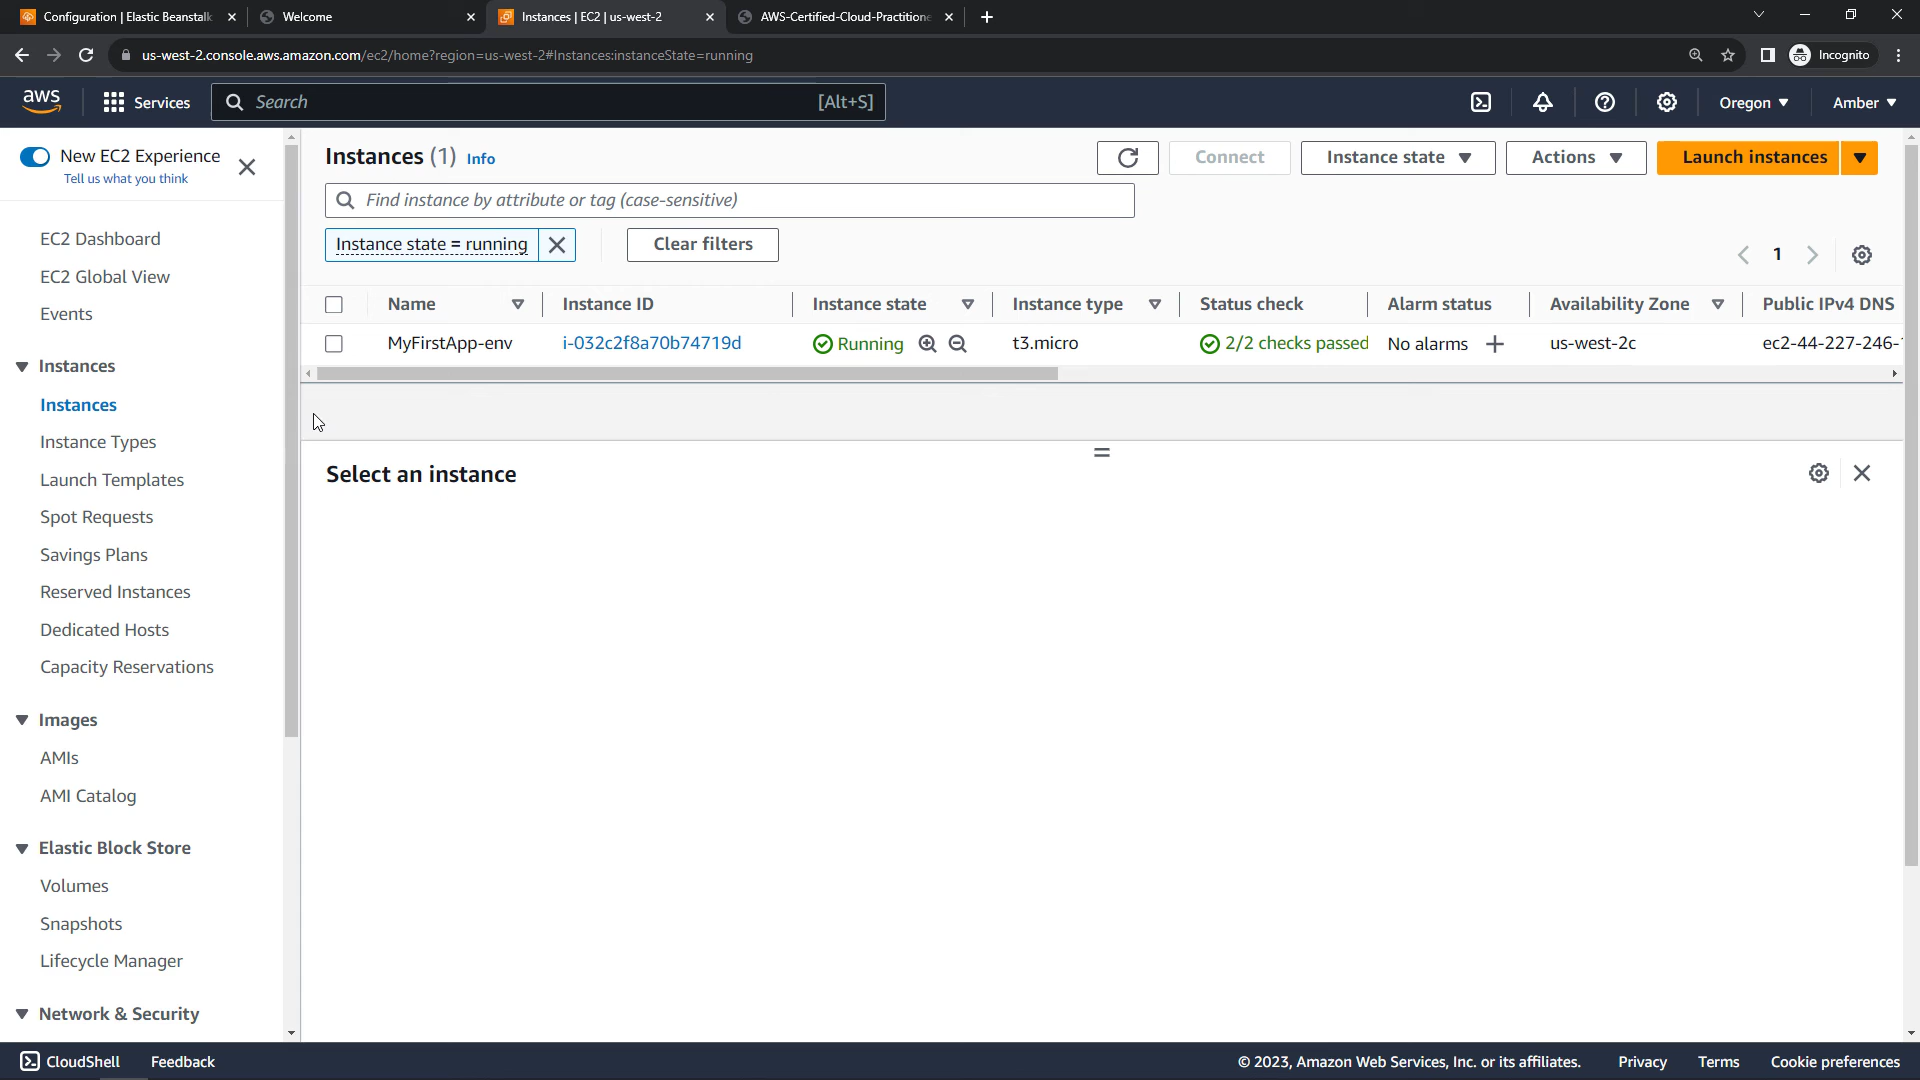 Configuration | Elastic Beanstalk
Welcome
Instances | EC2 | us-west-2
AWS-Certified-Cloud-Practitione
us-west-2.console.aws.amazon.com/ec2/home?region=us-west-2#Instances:instanceState=running
Incognito
aws
Services
Search
[Alt+S]
Oregon
Amber
New EC2 Experience
Tell us what you think
EC2 Dashboard
EC2 Global View
Events
Instances
Instances
Instance Types
Launch Templates
Spot Requests
Savings Plans
Reserved Instances
Dedicated Hosts
Capacity Reservations
Images
AMIs
AMI Catalog
Elastic Block Store
Volumes
Snapshots
Lifecycle Manager
Network & Security
Instances (1) Info
Connect
Instance state
Actions
Launch instances
Find instance by attribute or tag (case-sensitive)
Instance state = running
Clear filters
1
Name Instance ID Instance state Instance type Status check Alarm status Availability Zone Public IPv4 DNS
MyFirstApp-env i-032c2f8a70b74719d Running t3.micro 2/2 checks passed No alarms us-west-2c ec2-44-227-246-
Select an instance
CloudShell
Feedback
© 2023, Amazon Web Services, Inc. or its affiliates.
Privacy
Terms
Cookie preferences